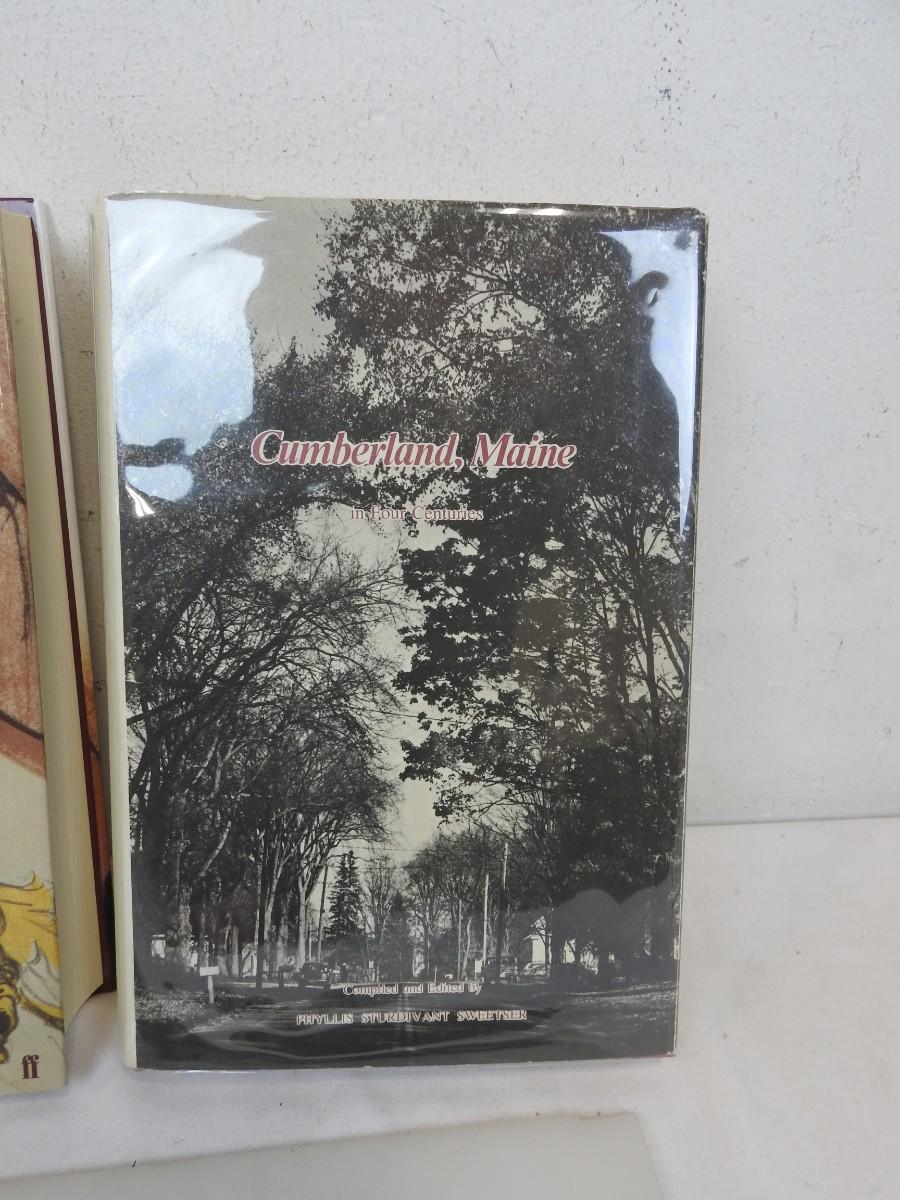 Cumberland, Maine
in Four Centuries
Compiled and Edited by
PHYLLIS STURDIVANT SWEETSER
ff